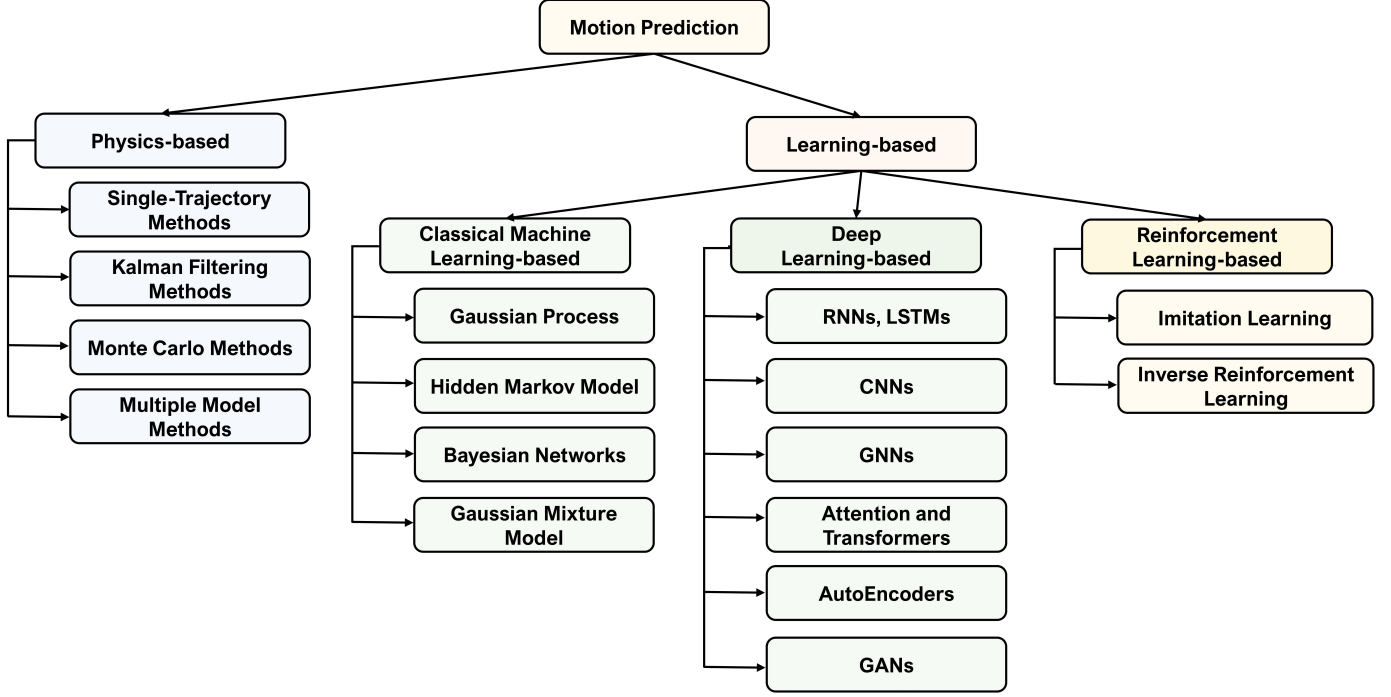 Motion Prediction
Physics-based
Single-Trajectory
Methods
Kalman Filtering
Methods
Monte Carlo Methods
Multiple Model
Methods
Learning-based
Classical Machine
Learning-based
Gaussian Process
Hidden Markov Model
Bayesian Networks
Gaussian Mixture
Model
Deep
Learning-based
RNNs, LSTMs
CNNs
GNNs
Attention and
Transformers
AutoEncoders
GANs
Reinforcement
Learning-based
Imitation Learning
Inverse Reinforcement
Learning